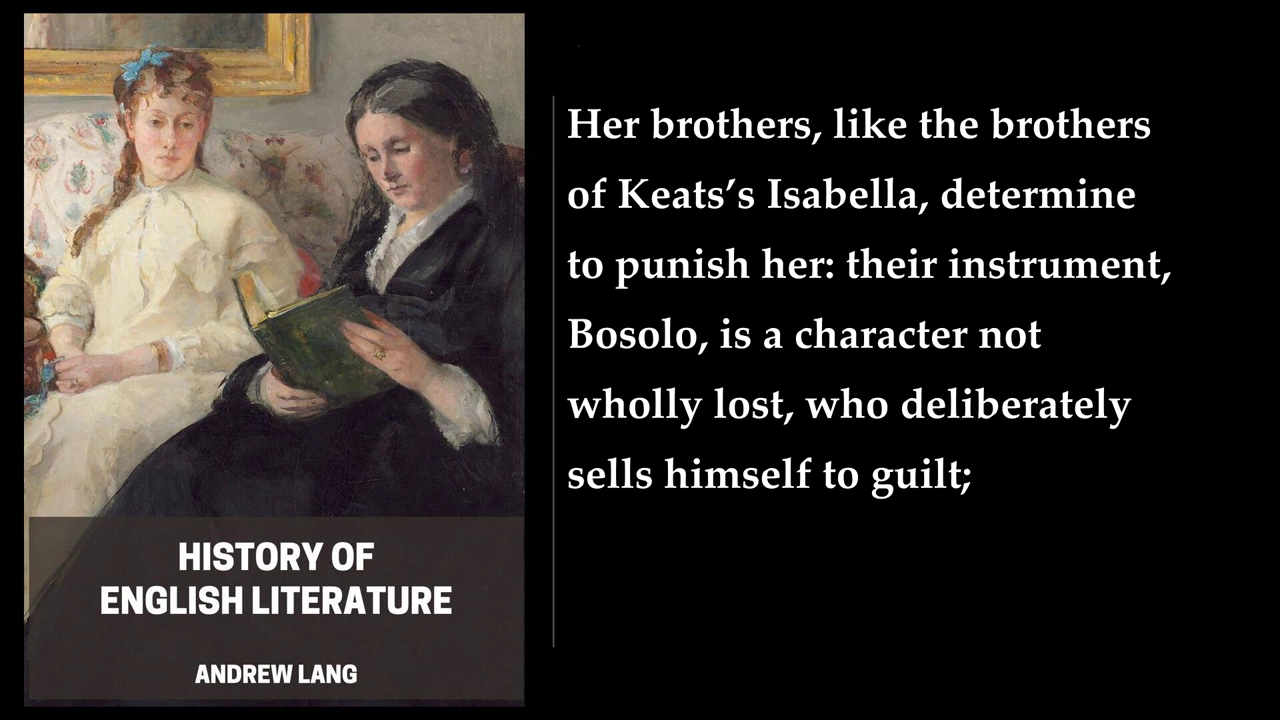 Her brothers, like the brothers
of Keats’s Isabella, determine
to punish her: their instrument,
Bosolo, is a character not
wholly lost, who deliberately
sells himself to guilt;
HISTORY OF
ENGLISH LITERATURE
ANDREW LANG